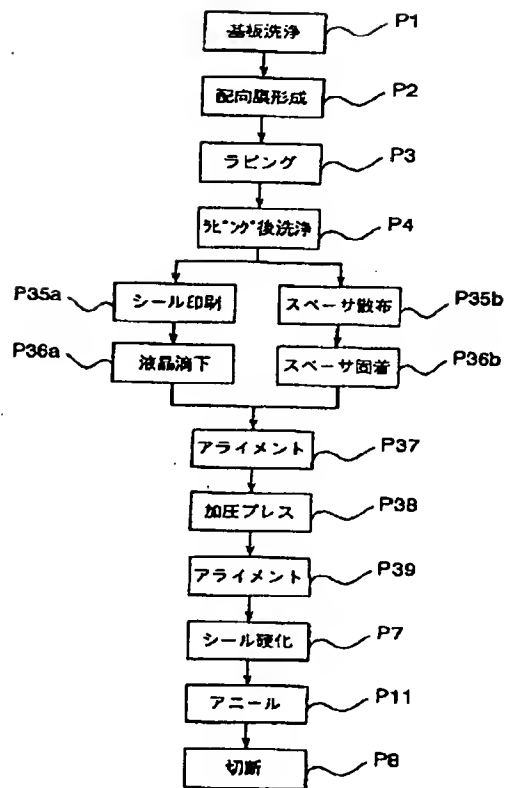 基板洗浄 P1
配向膜形成 P2
ラビング P3
ラビング後洗浄 P4
P35a シール印刷 スペーサ散布 P35b
P36a 液晶滴下 スペーサ固着 P36b
アライメント P37
加圧プレス P38
アライメント P39
シール硬化 P7
アニール P11
切断 P8